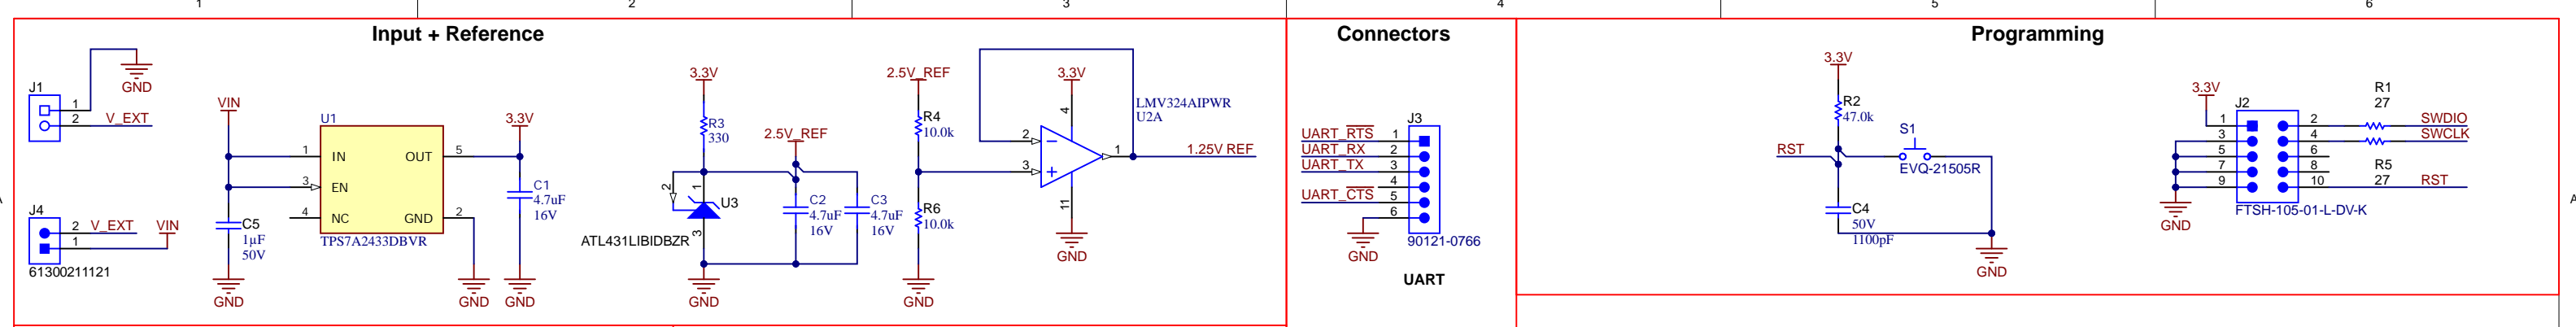 1
2
3
4
5
6
Input + Reference
J1
1
2
V_EXT
GND
J4
2
V_EXT
1
VIN
61300211121
VIN
C5
1µF
50V
GND
U1
1
IN
3
EN
4
NC
OUT
5
GND
2
TPS7A2433DBVR
GND
3.3V
C1
4.7uF
16V
GND
3.3V
R3
330
2.5V_REF
2
1
3
U3
ATL431LIBIDBZR
C2
4.7uF
16V
C3
4.7uF
16V
GND
2.5V_REF
R4
10.0k
R6
10.0k
GND
3.3V
4
2
3
1
11
LMV324AIPWR
U2A
1.25V REF
GND
Connectors
J3
UART_RTS
1
UART_RX
2
UART_TX
3
4
UART_CTS
5
6
GND
90121-0766
UART
Programming
3.3V
R2
47.0k
RST
S1
EVQ-21505R
C4
50V
1100pF
GND
3.3V
J2
1
3
5
7
9
2
4
6
8
10
FTSH-105-01-L-DV-K
GND
R1
27
SWDIO
SWCLK
R5
27
RST
A
A